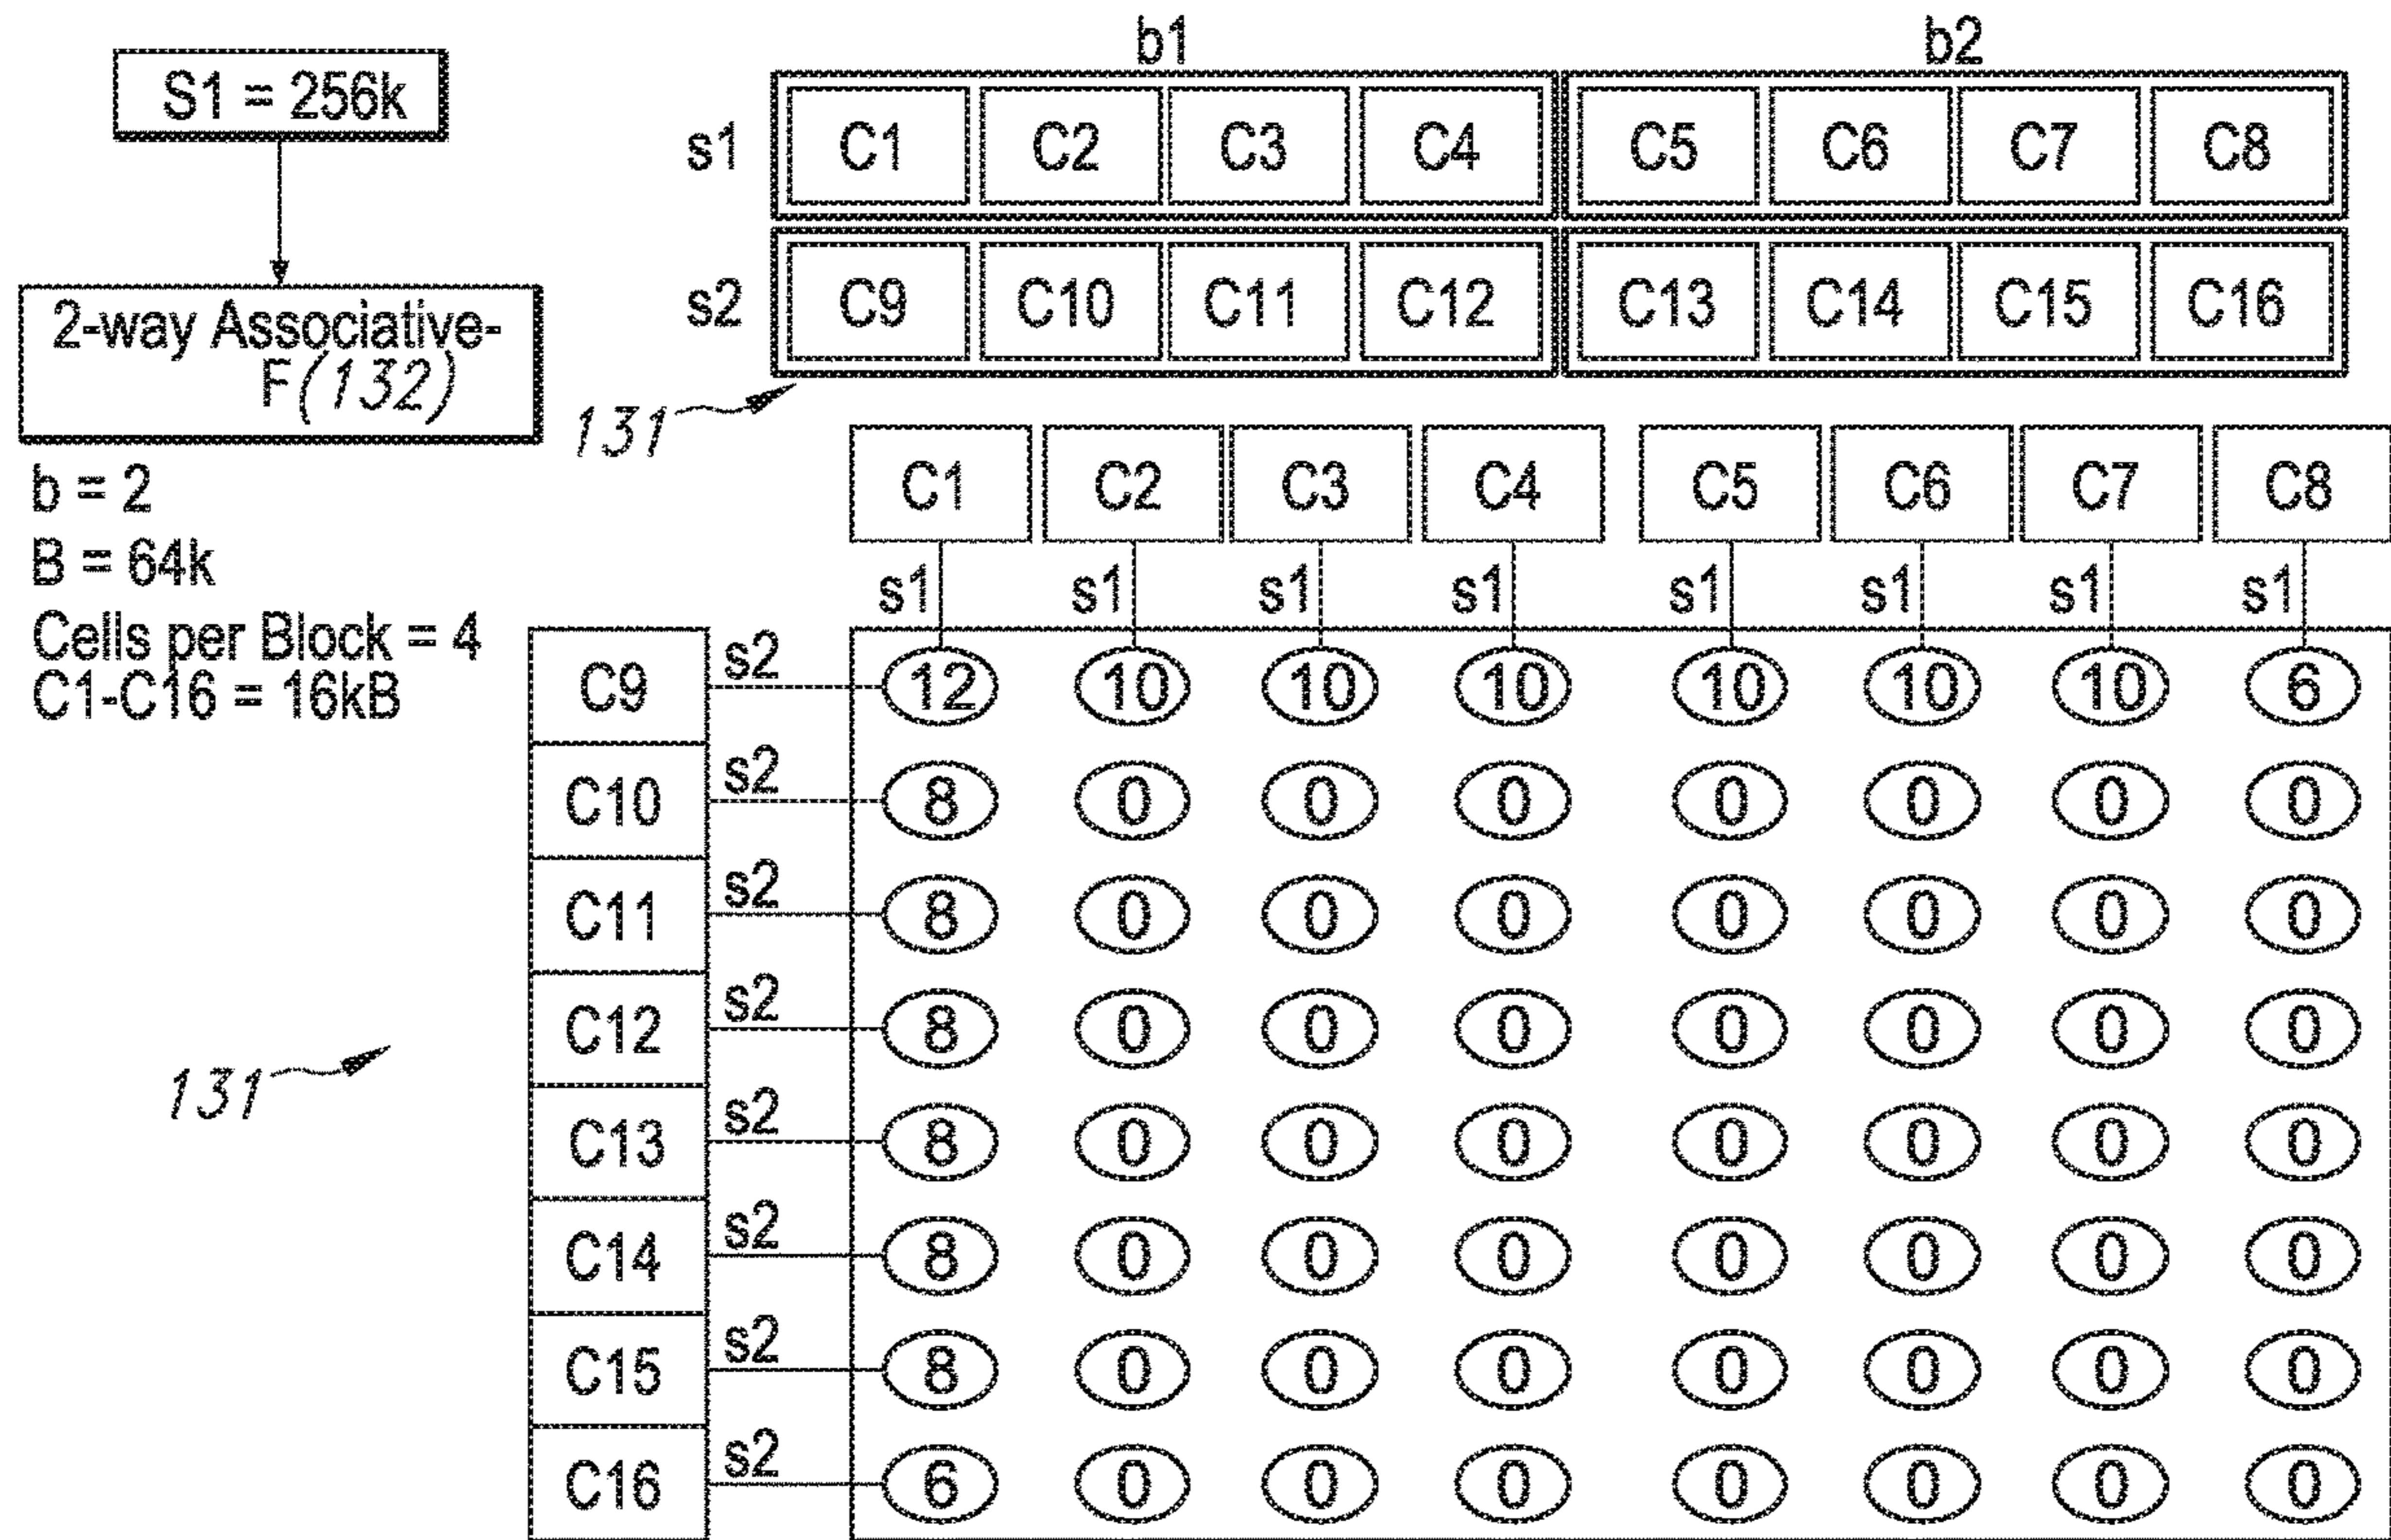 b1 b2
S1 = 256k
s1 C1 C2 C3 C4 C5 C6 C7 C8
s2 C9 C10 C11 C12 C13 C14 C15 C16
2-way Associative-
F(132)
131
b = 2
B = 64k
Cells per Block = 4
C1-C16 = 16kB
C1 C2 C3 C4 C5 C6 C7 C8
s1 s1 s1 s1 s1 s1 s1 s1
C9 s2 12 10 10 10 10 10 10 6
C10 s2 8 0 0 0 0 0 0 0
C11 s2 8 0 0 0 0 0 0 0
C12 s2 8 0 0 0 0 0 0 0
131
C13 s2 8 0 0 0 0 0 0 0
C14 s2 8 0 0 0 0 0 0 0
C15 s2 8 0 0 0 0 0 0 0
C16 s2 6 0 0 0 0 0 0 0